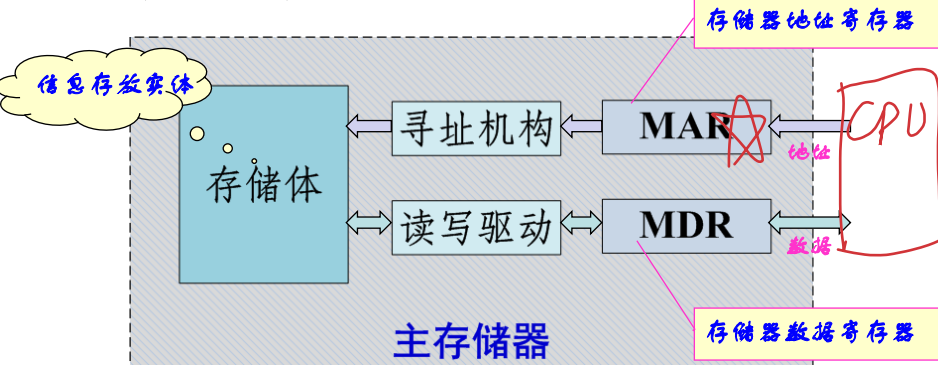 存储器地址寄存器
信息存放实体
寻址机构
MAR
CPU
地址
存储体
读写驱动
MDR
数据
主存储器
存储器数据寄存器